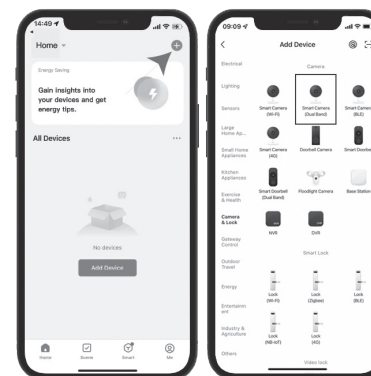 14:49
Home
Energy Saving
Gain insights into
your devices and get
energy tips.
All Devices
No devices
Add Device
Home
Scene
Smart
Me
09:09
Add Device
Electrical
Lighting
Sensors
Large
Home Ap...
Small Home
Appliances
Kitchen
Appliances
Exercise
& Health
Camera
& Lock
Gateway
Control
Outdoor
Travel
Energy
Entertainm
ent
Industry &
Agriculture
Others
Camera
Smart Camera
(Wi-Fi)
Smart Camera
(Dual Band)
Smart Camera
(BLE)
Smart Camera
(4G)
Doorbell Camera
Smart Doorbell
Smart Doorbell
(Dual Band)
Floodlight Camera
Base Station
NVR
DVR
Smart Lock
Lock
(Wi-Fi)
Lock
(Zigbee)
Lock
(BLE)
Lock
(NB-IoT)
Lock
(4G)
Video lock